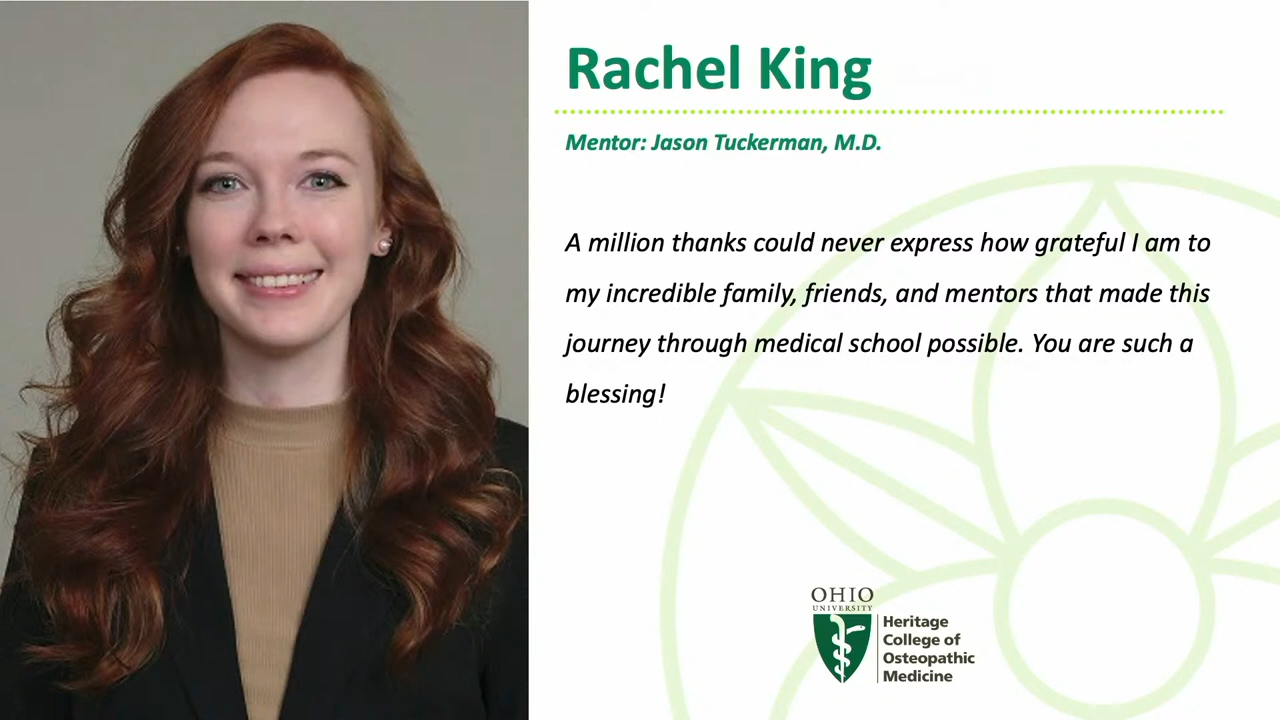 Rachel King
Mentor: Jason Tuckerman, M.D.
A million thanks could never express how grateful I am to
my incredible family, friends, and mentors that made this
journey through medical school possible. You are such a
blessing!
OHIO
UNIVERSITY
Heritage
College of
Osteopathic
Medicine